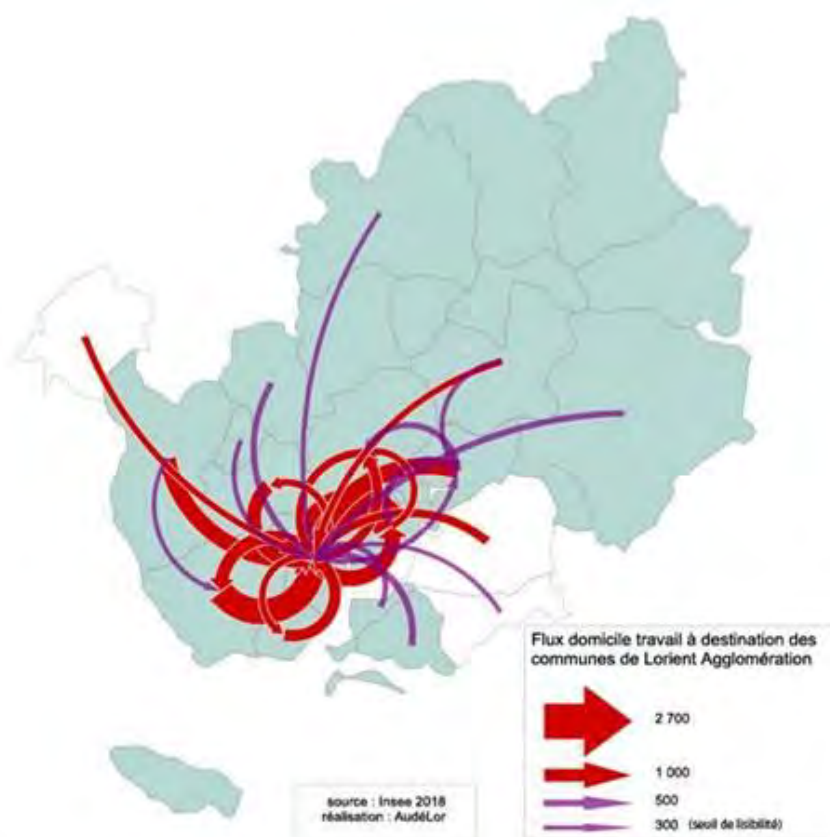 Flux domicile travail à destination des
communes de Lorient Agglomération
2 700
1 000
500
300 (seuil de lisibilité)
source : Insee 2018
réalisation : AudéLor